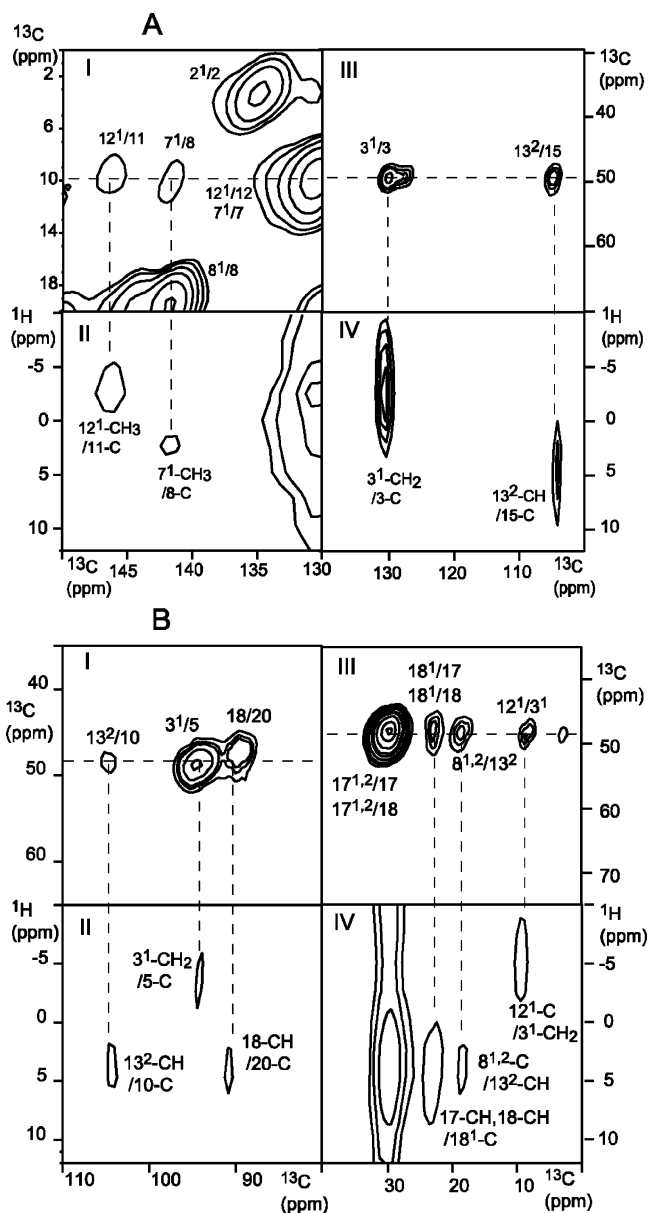 A
¹³C
(ppm)
I
2
6
10
14
18
2¹/2
12¹/11
7¹/8
12¹/12
7¹/7
8¹/8
III
¹³C
(ppm)
40
50
60
3¹/3
13²/15
¹H
(ppm)
II
-5
0
5
10
12¹-CH₃
/11-C
7¹-CH₃
/8-C
¹³C
(ppm)
145
140
130
IV
¹H
(ppm)
-5
0
5
10
3¹-CH₂
/3-C
13²-CH
/15-C
130
120
110
¹³C
(ppm)
B
I
40
¹³C
(ppm)
50
60
13²/10
3¹/5
18/20
III
18¹/17
18¹/18
12¹/3¹
17¹,²/17
17¹,²/18
8¹,²/13²
¹³C
(ppm)
50
60
70
¹H
(ppm)
II
-5
0
5
10
3¹-CH₂
/5-C
13²-CH
/10-C
18-CH
/20-C
110
100
90
¹³C
(ppm)
IV
¹H
(ppm)
-5
0
5
10
12¹-C
/3¹-CH₂
8¹,²-C
/13²-CH
17-CH,18-CH
/18¹-C
30
20
10
¹³C
(ppm)